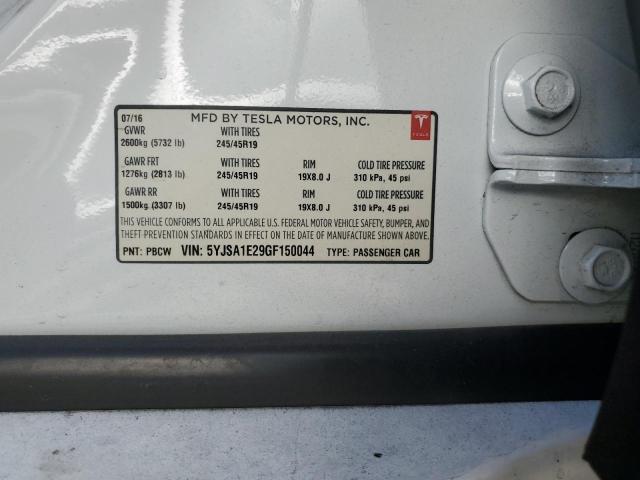 07/16 MFD BY TESLA MOTORS, INC.
GVWR WITH TIRES
2600kg (5732 lb) 245/45R19
TESLA
GAWR FRT WITH TIRES RIM COLD TIRE PRESSURE
1276kg (2813 lb) 245/45R19 19X8.0 J 310 kPa, 45 psi
GAWR RR WITH TIRES RIM COLD TIRE PRESSURE
1500kg (3307 lb) 245/45R19 19X8.0 J 310 kPa, 45 psi
THIS VEHICLE CONFORMS TO ALL APPLICABLE U.S. FEDERAL MOTOR VEHICLE SAFETY, BUMPER, AND
THEFT PREVENTION STANDARDS IN EFFECT ON THE DATE OF MANUFACTURE SHOWN ABOVE.
PNT: PBCW VIN: 5YJSA1E29GF150044 TYPE: PASSENGER CAR